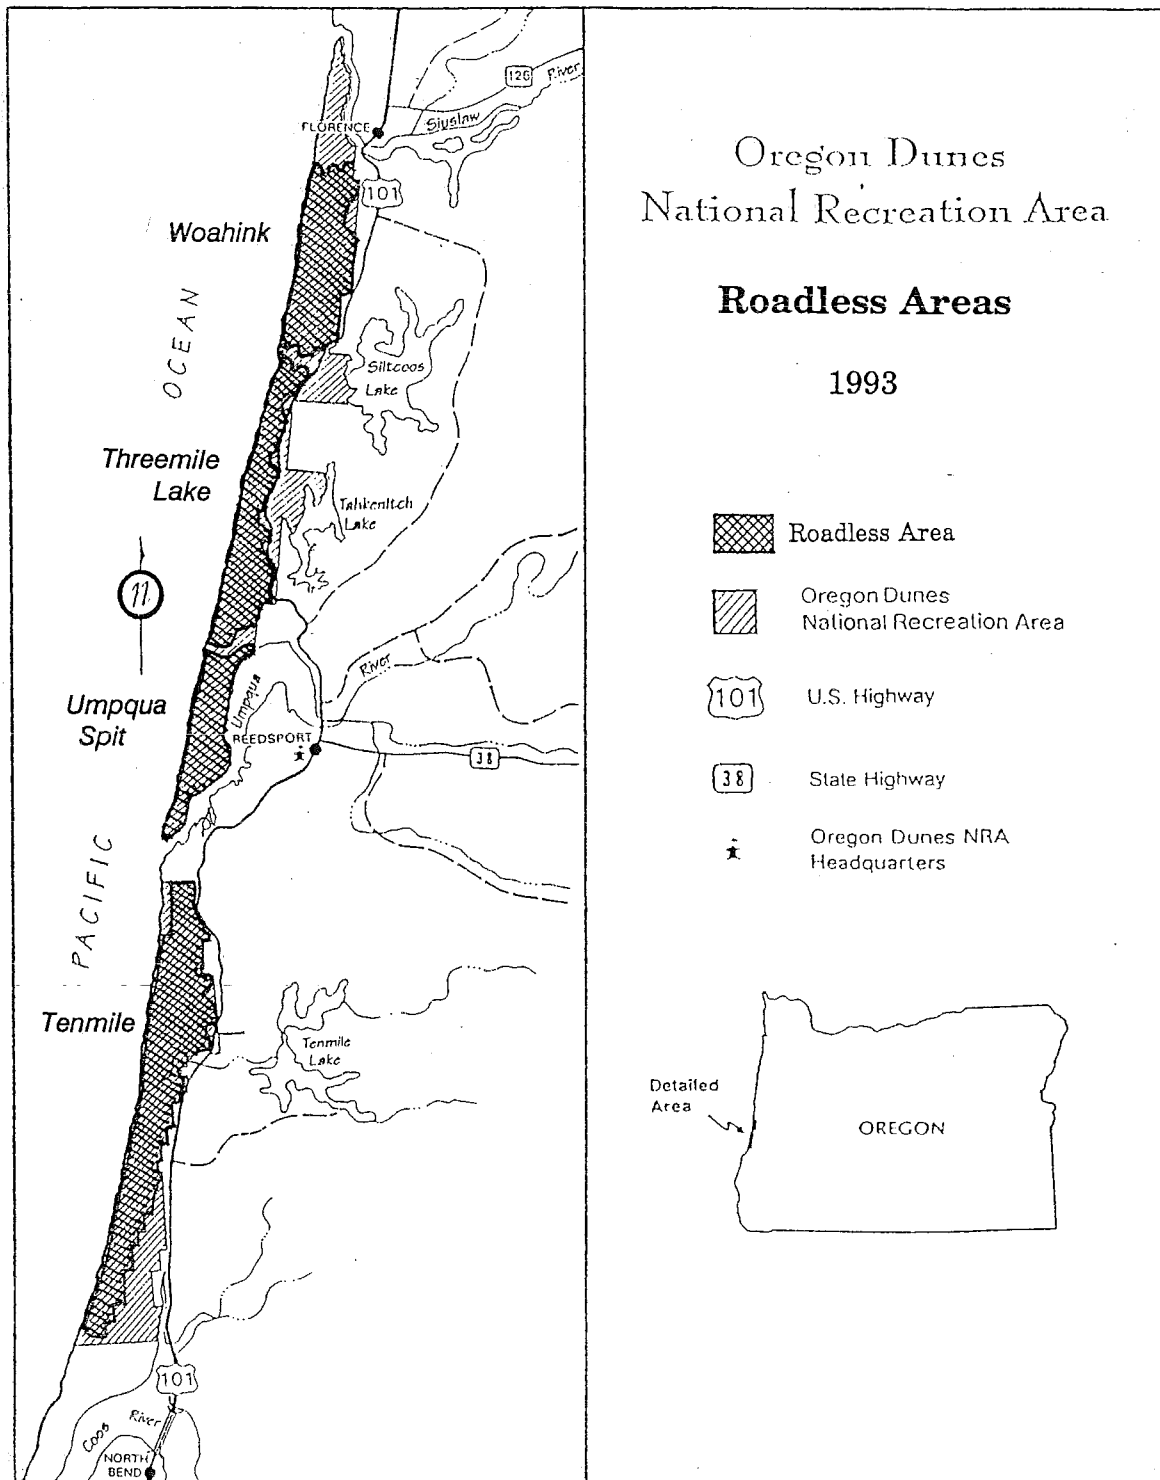 Oregon Dunes
National Recreation Area
Roadless Areas
1993
Roadless Area
Oregon Dunes
National Recreation Area
101
U.S. Highway
38
State Highway
Oregon Dunes NRA
Headquarters
Detailed
Area
OREGON
126
River
Siuslaw
FLORENCE
101
Woahink
OCEAN
Siltcoos
Lake
Threemile
Lake
Tahkenitch
Lake
River
Umpqua
Spit
Umpqua
REEDSPORT
38
PACIFIC
Tenmile
Tenmile
Lake
101
Coos River
NORTH
BEND